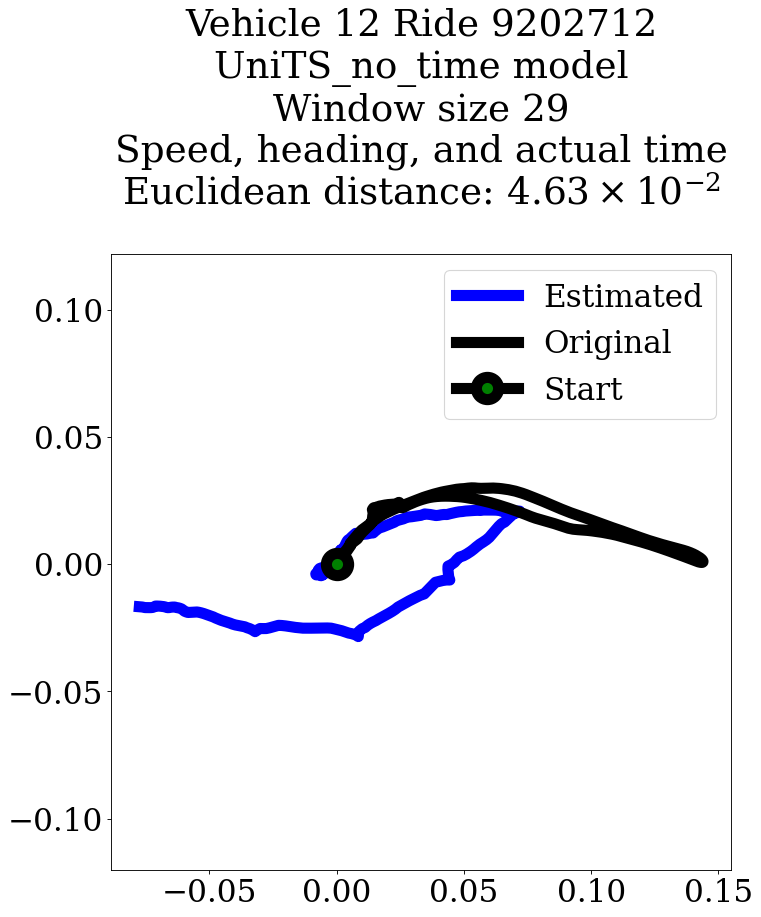 Vehicle 12 Ride 9202712
UniTS_no_time model
Window size 29
Speed, heading, and actual time
Euclidean distance: 4.63 × 10⁻²
Estimated
Original
Start
0.10
0.05
0.00
−0.05
−0.10
−0.05
0.00
0.05
0.10
0.15